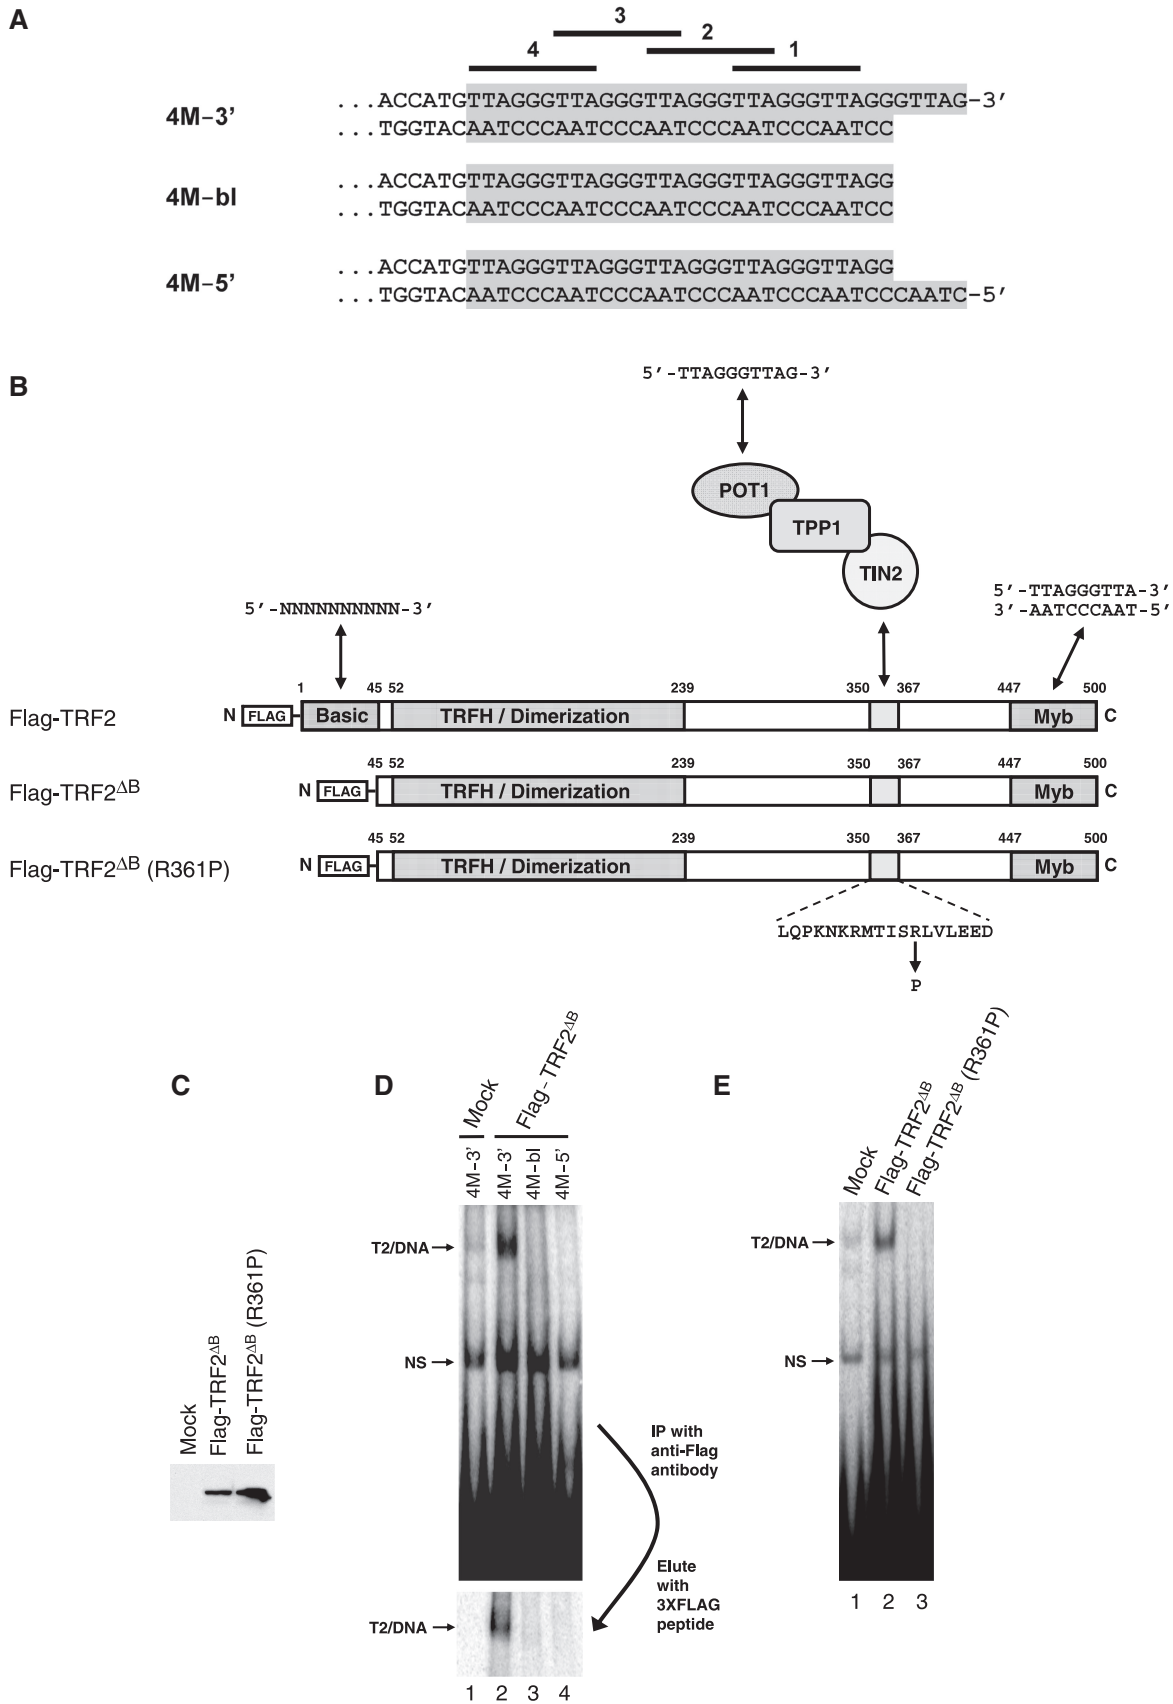 A
3
2
4
1
4M-3'
...ACCATGTTAGGGTTAGGGTTAGGGTTAGGGTTAGGGTTAG-3'
...TGGTACAATCCCAATCCCAATCCCAATCCCAATCC
4M-bl
...ACCATGTTAGGGTTAGGGTTAGGGTTAGGGTTAGG
...TGGTACAATCCCAATCCCAATCCCAATCCCAATCC
4M-5'
...ACCATGTTAGGGTTAGGGTTAGGGTTAGGGTTAGG
...TGGTACAATCCCAATCCCAATCCCAATCCCAATCCCAATC-5'
B
5'-TTAGGGTTAG-3'
POT1
TPP1
TIN2
5'-TTAGGGTTA-3'
3'-AATCCCAAT-5'
5'-NNNNNNNNNN-3'
1 45 52 239 350 367 447 500
Flag-TRF2 N FLAG Basic TRFH / Dimerization Myb C
45 52 239 350 367 447 500
Flag-TRF2ΔB N FLAG TRFH / Dimerization Myb C
45 52 239 350 367 447 500
Flag-TRF2ΔB (R361P) N FLAG TRFH / Dimerization Myb C
LQPKNKRMTISRLVLEED
P
C
Mock
Flag-TRF2ΔB
Flag-TRF2ΔB (R361P)
D
Mock
Flag-TRF2ΔB
4M-3'
4M-3'
4M-bl
4M-5'
T2/DNA
NS
IP with
anti-Flag
antibody
Elute
with
3XFLAG
peptide
T2/DNA
1 2 3 4
E
Mock
Flag-TRF2ΔB
Flag-TRF2ΔB (R361P)
T2/DNA
NS
1 2 3